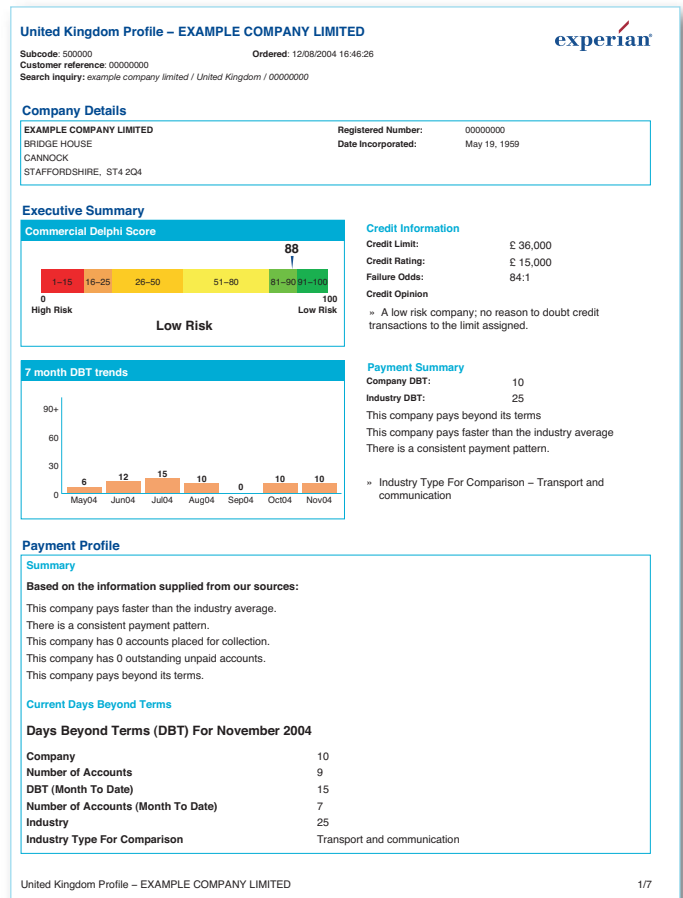 United Kingdom Profile – EXAMPLE COMPANY LIMITED
experian
Subcode: 500000 Ordered: 12/08/2004 16:46:26
Customer reference: 00000000
Search inquiry: example company limited / United Kingdom / 00000000
Company Details
EXAMPLE COMPANY LIMITED Registered Number: 00000000
BRIDGE HOUSE Date Incorporated: May 19, 1959
CANNOCK
STAFFORDSHIRE, ST4 2Q4
Executive Summary
Commercial Delphi Score
88
1–15 16–25 26–50 51–80 81–90 91–100
0 100
High Risk Low Risk
Low Risk
Credit Information
Credit Limit: £ 36,000
Credit Rating: £ 15,000
Failure Odds: 84:1
Credit Opinion
» A low risk company; no reason to doubt credit
transactions to the limit assigned.
7 month DBT trends
90+
60
30
0
6 12 15 10 0 10 10
May04 Jun04 Jul04 Aug04 Sep04 Oct04 Nov04
Payment Summary
Company DBT: 10
Industry DBT: 25
This company pays beyond its terms
This company pays faster than the industry average
There is a consistent payment pattern.
» Industry Type For Comparison – Transport and
communication
Payment Profile
Summary
Based on the information supplied from our sources:
This company pays faster than the industry average.
There is a consistent payment pattern.
This company has 0 accounts placed for collection.
This company has 0 outstanding unpaid accounts.
This company pays beyond its terms.
Current Days Beyond Terms
Days Beyond Terms (DBT) For November 2004
Company 10
Number of Accounts 9
DBT (Month To Date) 15
Number of Accounts (Month To Date) 7
Industry 25
Industry Type For Comparison Transport and communication
United Kingdom Profile – EXAMPLE COMPANY LIMITED 1/7